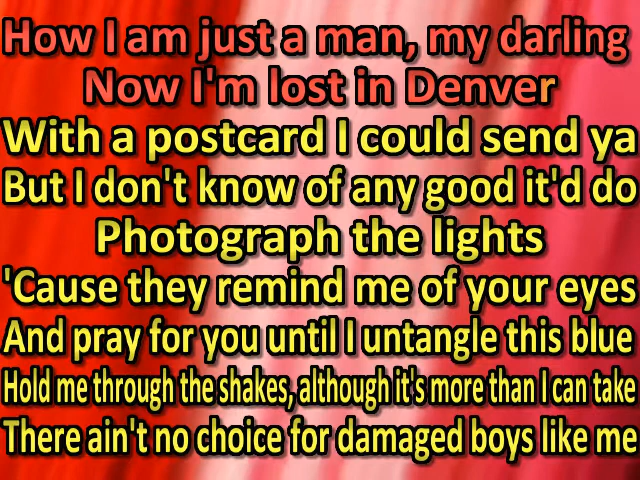 How I am just a man, my darling
Now I'm lost in Denver
With a postcard I could send ya
But I don't know of any good it'd do
Photograph the lights
'Cause they remind me of your eyes
And pray for you until I untangle this blue
Hold me through the shakes, although it's more than I can take
There ain't no choice for damaged boys like me